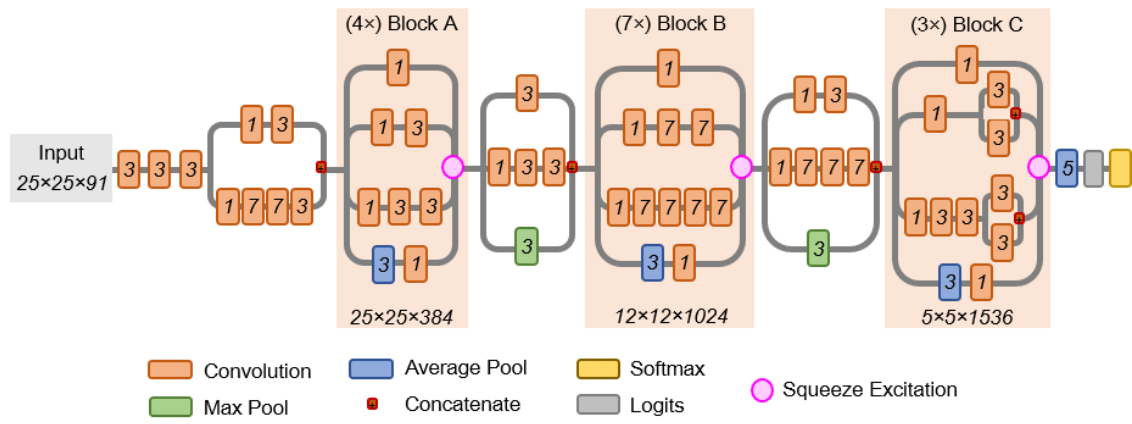 (4×) Block A
(7×) Block B
(3×) Block C
Input
25×25×91
3 3 3
1 3
1 7 7 3
1
1 3
1 3 3
3 1
3
1 3 3
3
1
1 7 7
1 7 7 7 7
3 1
1 3
1 7 7 7
3
1
1 3 3
1 3 3 3 3
3 1
5
25×25×384
12×12×1024
5×5×1536
Convolution
Average Pool
Softmax
Squeeze Excitation
Max Pool
Concatenate
Logits